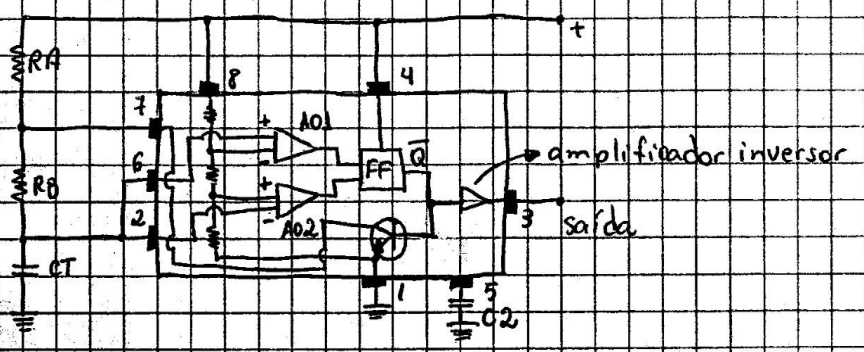 +
RA
8
4
7
+
AO1
-
Q
amplificador inversor
6
FF
RB
+
2
AO2
-
3
saída
CT
1
5
C2